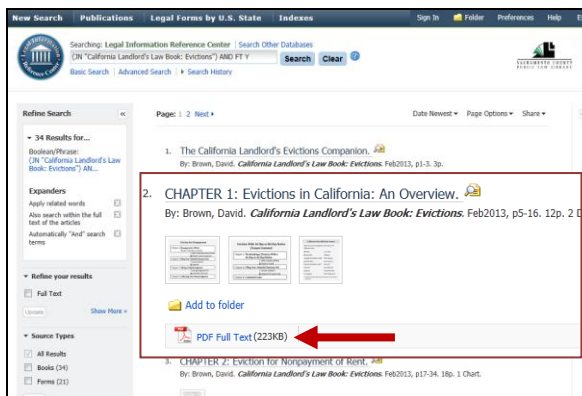 New Search | Publications | Legal Forms by U.S. State | Indexes
Sign In Folder Preferences Help
Searching: Legal Information Reference Center | Search Other Databases
(JN "California Landlord's Law Book: Evictions") AND FT Y
Search Clear
Basic Search | Advanced Search | Search History
SACRAMENTO COUNTY
PUBLIC LAW LIBRARY
Refine Search «
Page: 1 2 Next
Date Newest Page Options Share
34 Results for...
Boolean/Phrase:
(JN "California Landlord's Law
Book: Evictions") AN...
Expanders
Apply related words
Also search within the full
text of the articles
Automatically "And" search
terms
Refine your results
Full Text
Update Show More »
Source Types
All Results
Books (34)
Forms (21)
1. The California Landlord's Evictions Companion.
By: Brown, David. California Landlord's Law Book: Evictions. Feb2013, p1-3. 3p.
2. CHAPTER 1: Evictions in California: An Overview.
By: Brown, David. California Landlord's Law Book: Evictions. Feb2013, p5-16. 12p. 2 D
Add to folder
PDF Full Text (223KB)
3. CHAPTER 2: Eviction for Nonpayment of Rent.
By: Brown, David. California Landlord's Law Book: Evictions. Feb2013, p17-34. 18p. 1 Chart.